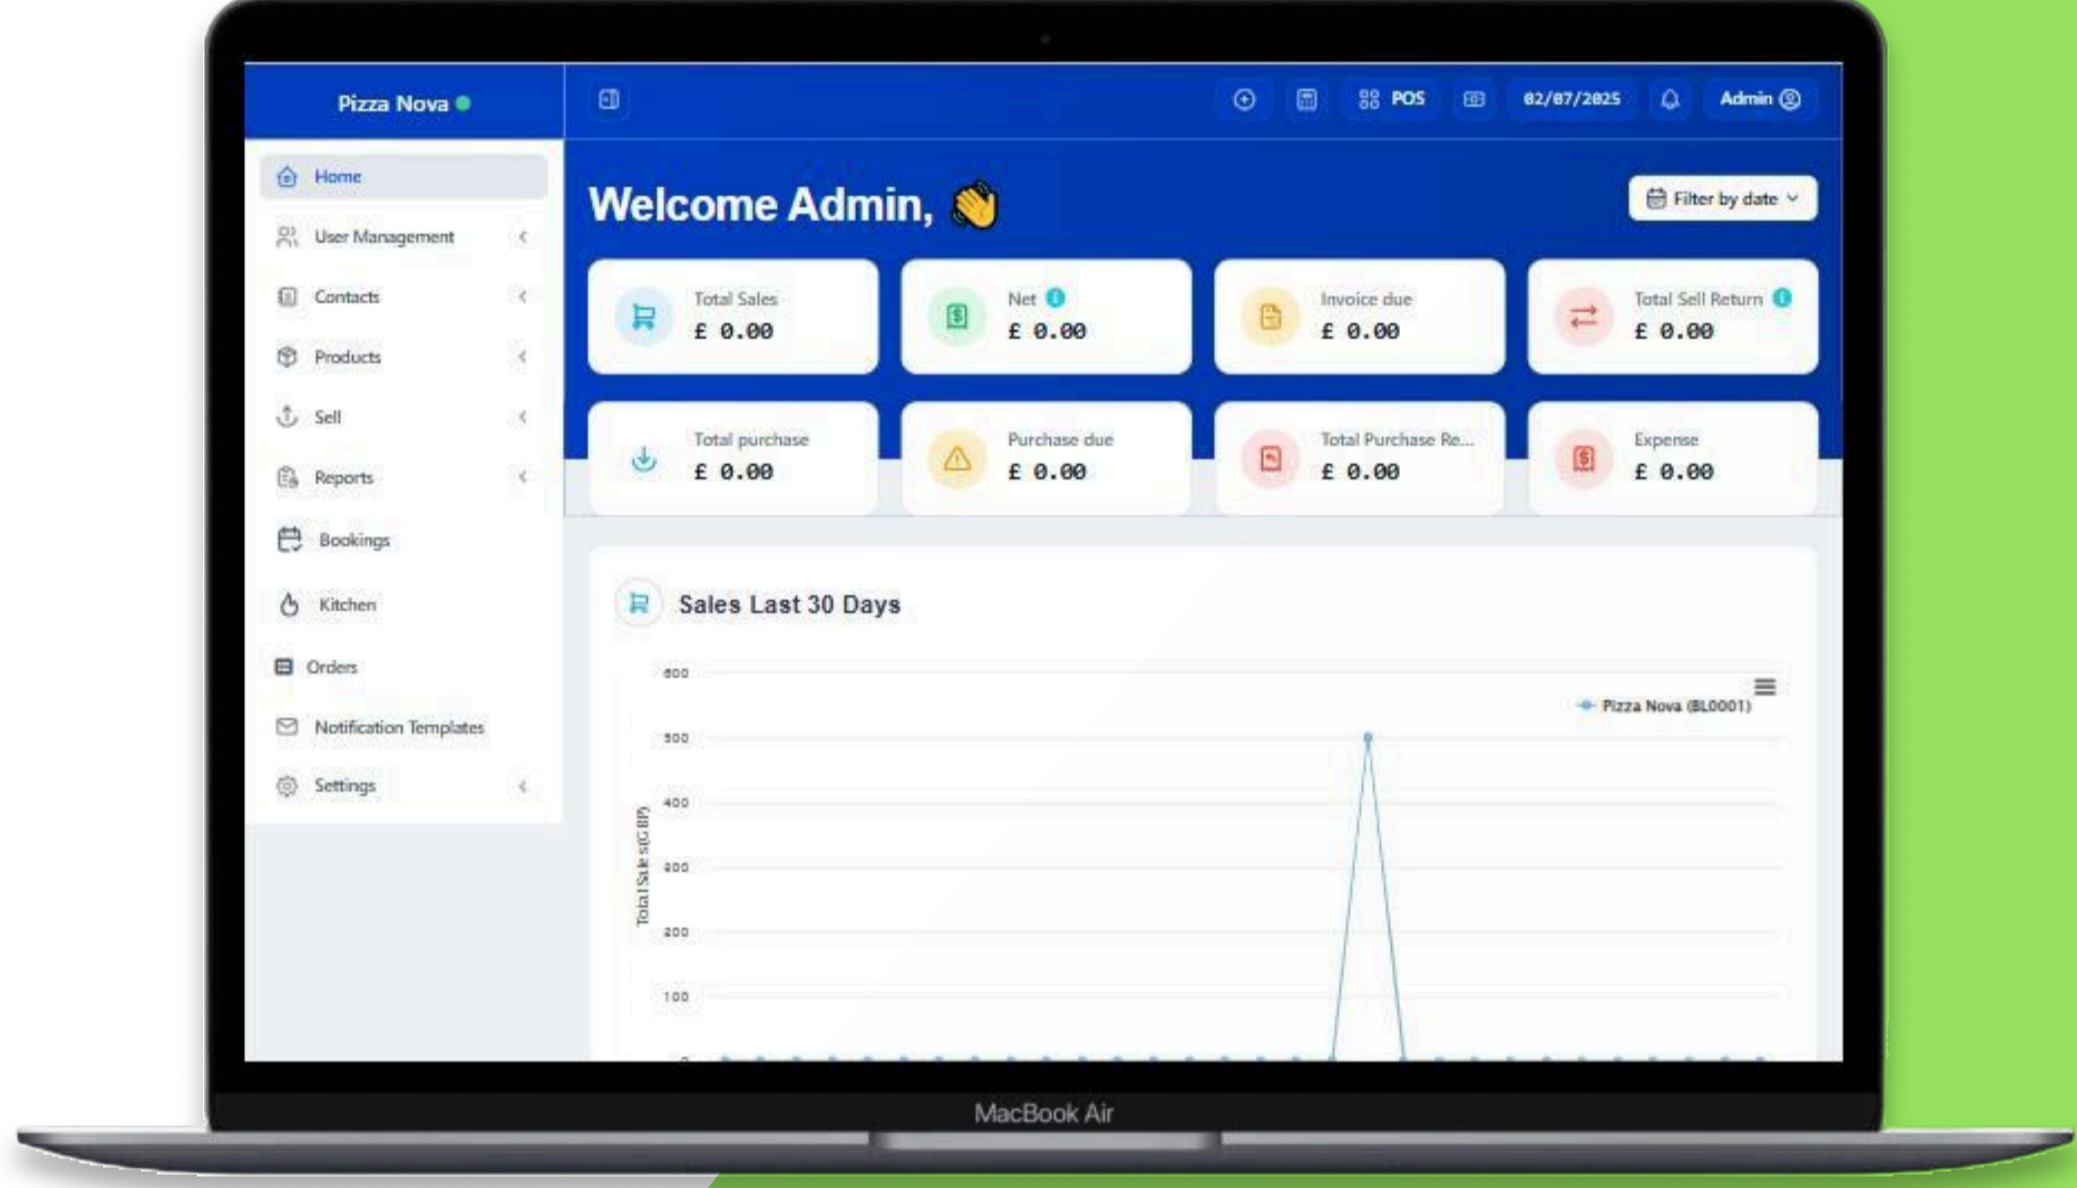 Pizza Nova
POS
02/07/2025
Admin
Home
User Management
Contacts
Products
Sell
Reports
Bookings
Kitchen
Orders
Notification Templates
Settings
Welcome Admin, 👋
Filter by date
Total Sales
£ 0.00
Net
£ 0.00
Invoice due
£ 0.00
Total Sell Return
£ 0.00
Total purchase
£ 0.00
Purchase due
£ 0.00
Total Purchase Re...
£ 0.00
Expense
£ 0.00
Sales Last 30 Days
Pizza Nova (BL0001)
Total Sales (GBP)
600
500
400
300
200
100
MacBook Air